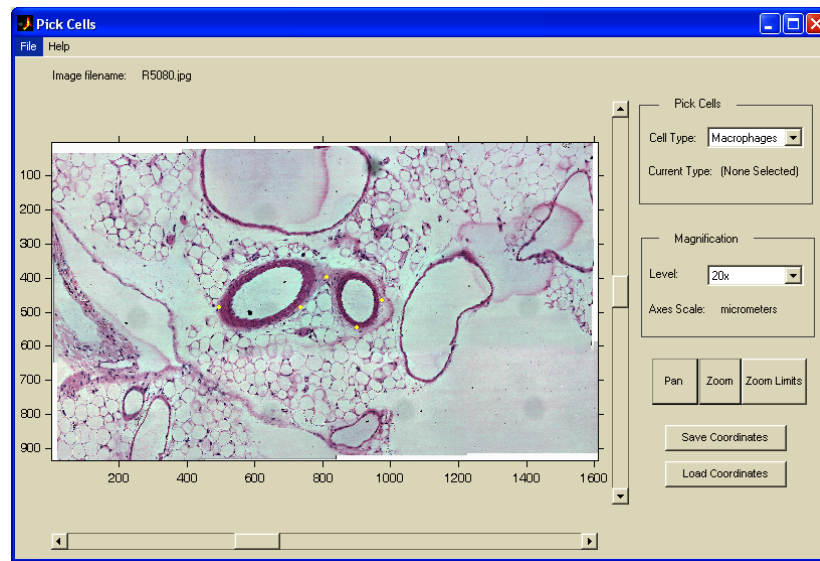 Pick Cells
File Help
Image filename: R5080.jpg
Pick Cells
Cell Type: Macrophages
Current Type: (None Selected)
Magnification
Level: 20x
Axes Scale: micrometers
Pan Zoom Zoom Limits
Save Coordinates
Load Coordinates
100
200
300
400
500
600
700
800
900
200 400 600 800 1000 1200 1400 1600